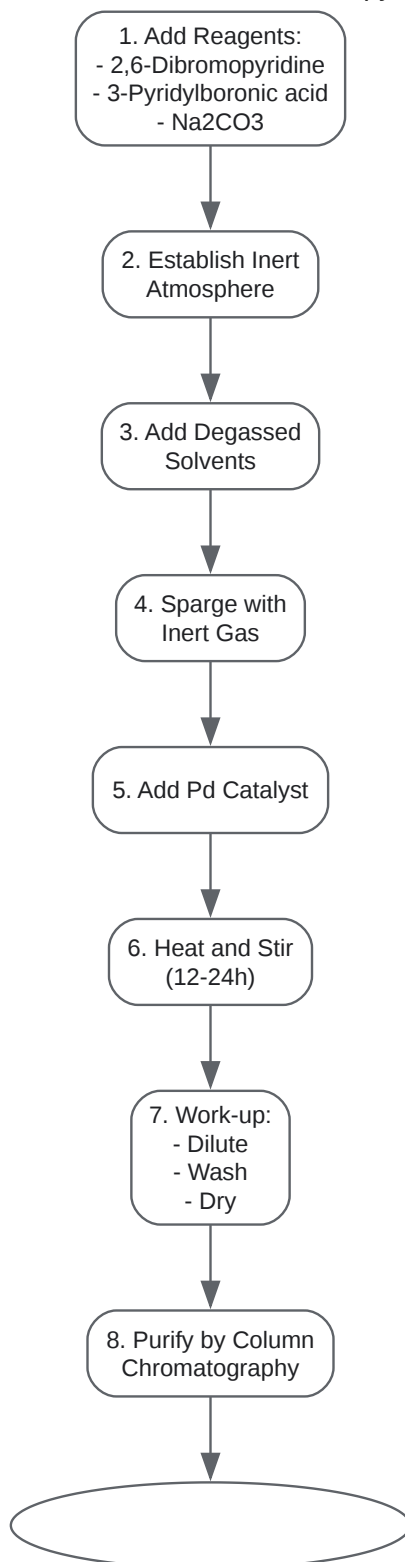 1. Add Reagents:
- 2,6-Dibromopyridine
- 3-Pyridylboronic acid
- Na2CO3
2. Establish Inert
Atmosphere
3. Add Degassed
Solvents
4. Sparge with
Inert Gas
5. Add Pd Catalyst
6. Heat and Stir
(12-24h)
7. Work-up:
- Dilute
- Wash
- Dry
8. Purify by Column
Chromatography